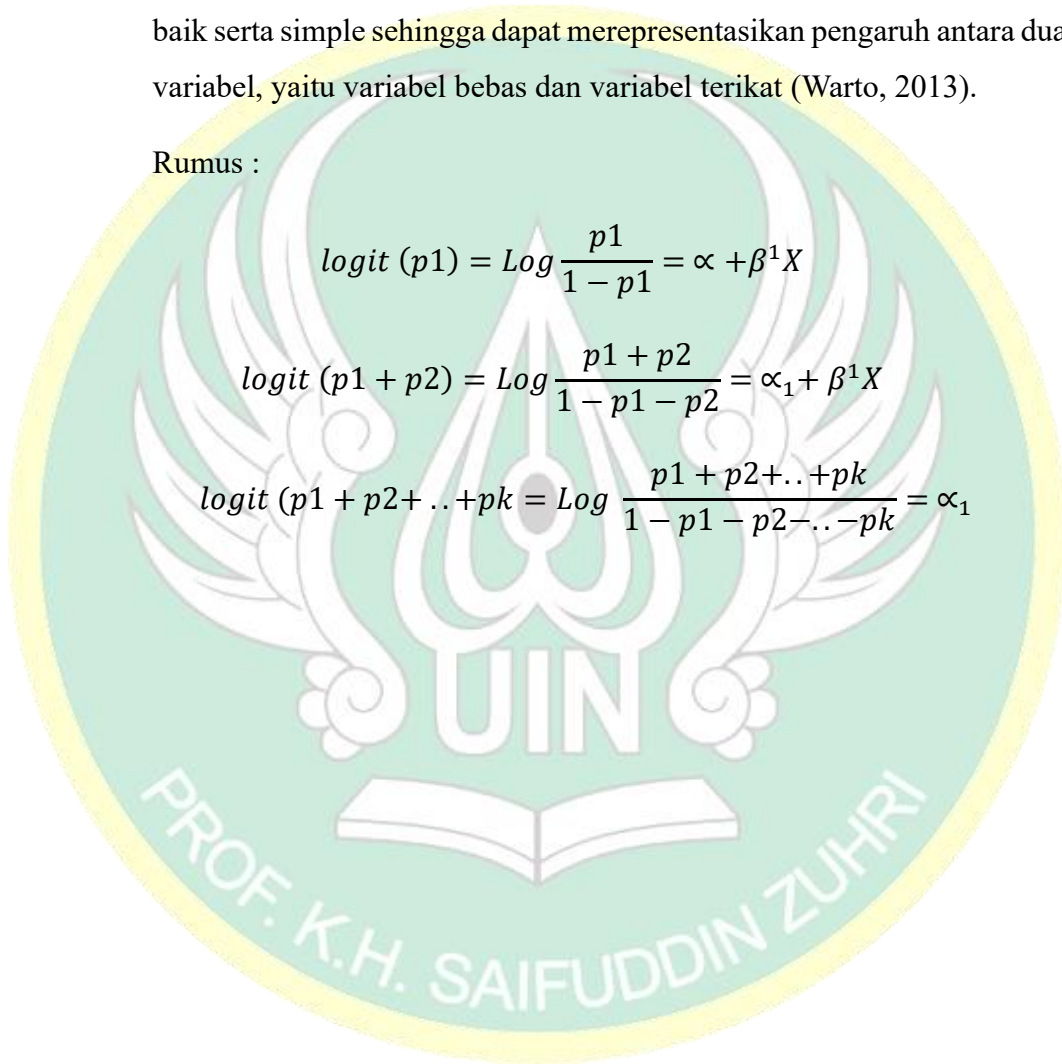 baik serta simple sehingga dapat merepresentasikan pengaruh antara dua
variabel, yaitu variabel bebas dan variabel terikat (Warto, 2013).
Rumus :
logit (p1) = Log p1/(1 − p1) = ∝ +β¹X
logit (p1 + p2) = Log (p1 + p2)/(1 − p1 − p2) = ∝₁+ β¹X
logit (p1 + p2+ ..+pk = Log (p1 + p2+..+pk)/(1 − p1 − p2−..−pk) = ∝₁
UIN
PROF. K.H. SAIFUDDIN ZUHRI